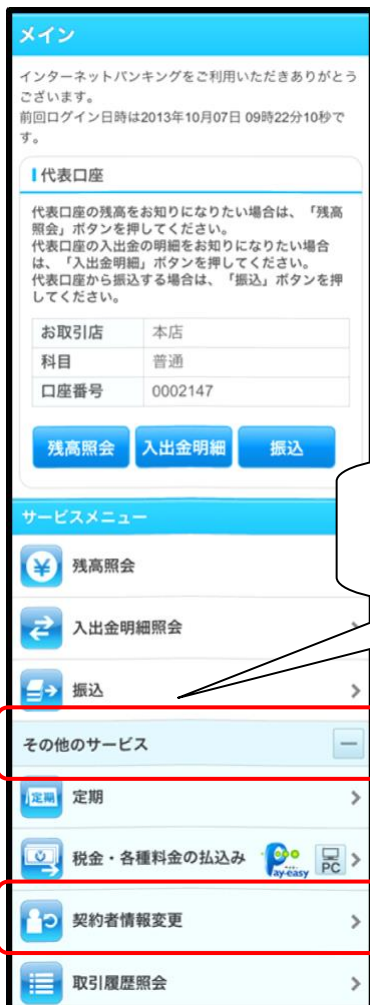 メイン
インターネットバンキングをご利用いただきありがとう
ございます。
前回ログイン日時は2013年10月07日 09時22分10秒で
す。
代表口座
代表口座の残高をお知りになりたい場合は、「残高
照会」ボタンを押してください。
代表口座の入出金の明細をお知りになりたい場合
は、「入出金明細」ボタンを押してください。
代表口座から振込する場合は、「振込」ボタンを押
してください。
お取引店 本店
科目 普通
口座番号 0002147
残高照会 入出金明細 振込
サービスメニュー
¥ 残高照会
入出金明細照会
振込
その他のサービス
定期 定期
税金・各種料金の払込み Pay-easy PC
契約者情報変更
取引履歴照会